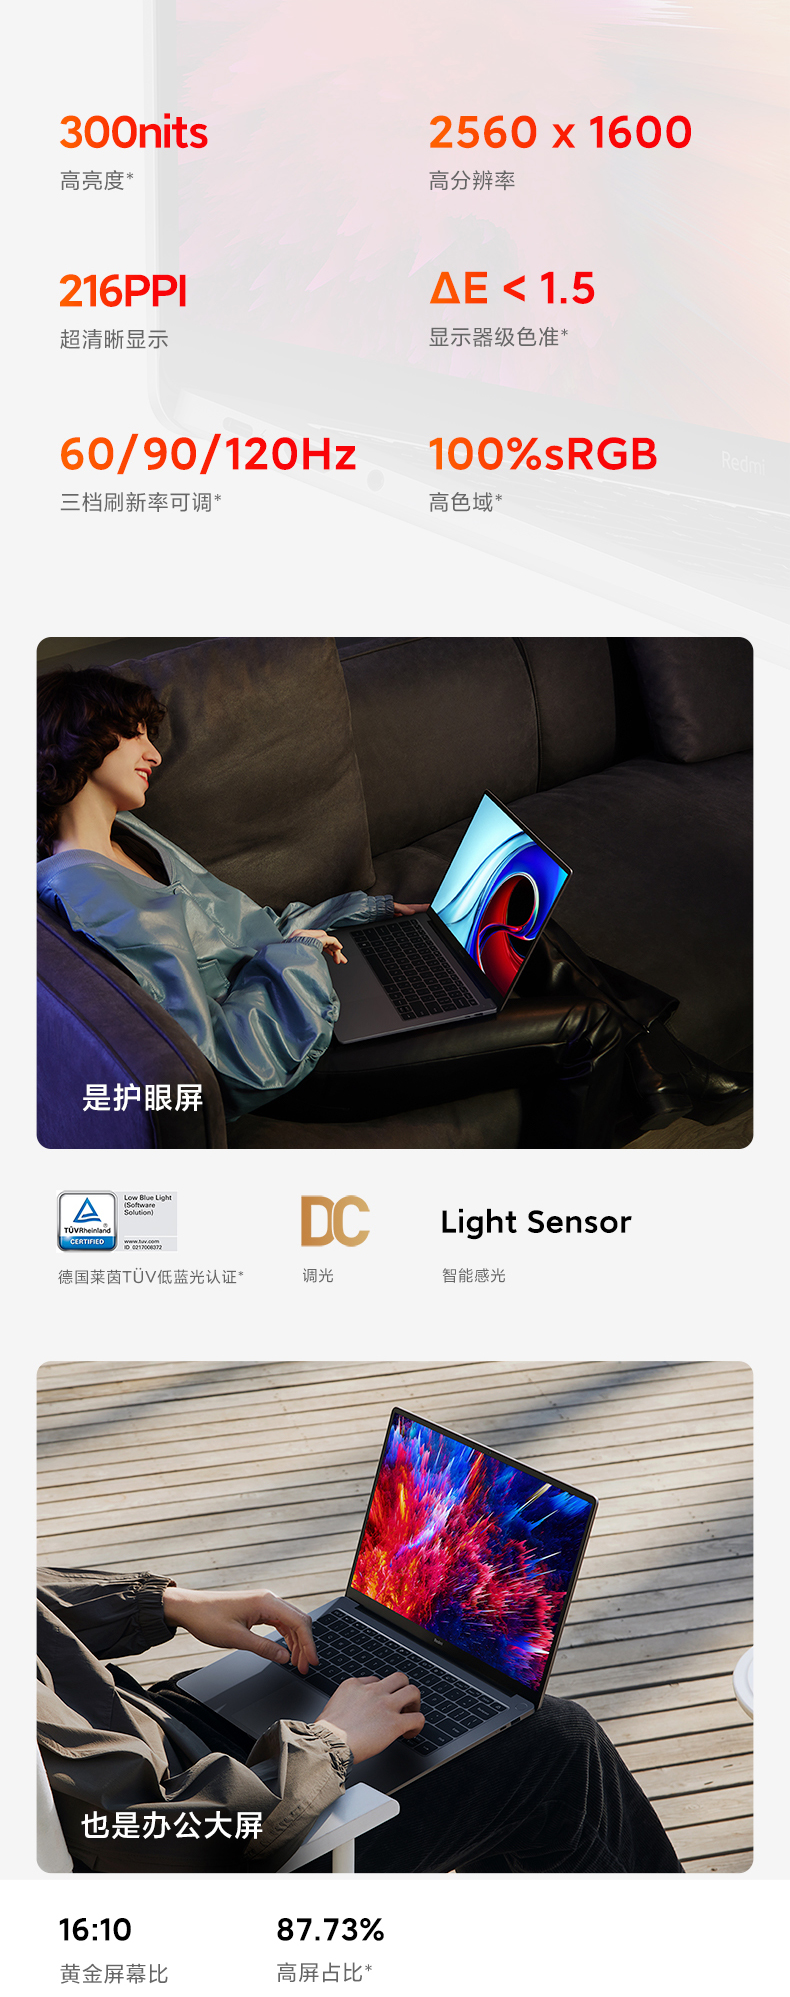 300nits
高亮度*
2560 x 1600
高分辨率
216PPI
超清晰显示
ΔE < 1.5
显示器级色准*
60/90/120Hz
三档刷新率可调*
100%sRGB
高色域*
Redmi
是护眼屏
TÜVRheinland
CERTIFIED
Low Blue Light
(Software
Solution)
www.tuv.com
ID 0217008372
德国莱茵TÜV低蓝光认证*
DC
调光
Light Sensor
智能感光
也是办公大屏
16:10
黄金屏幕比
87.73%
高屏占比*